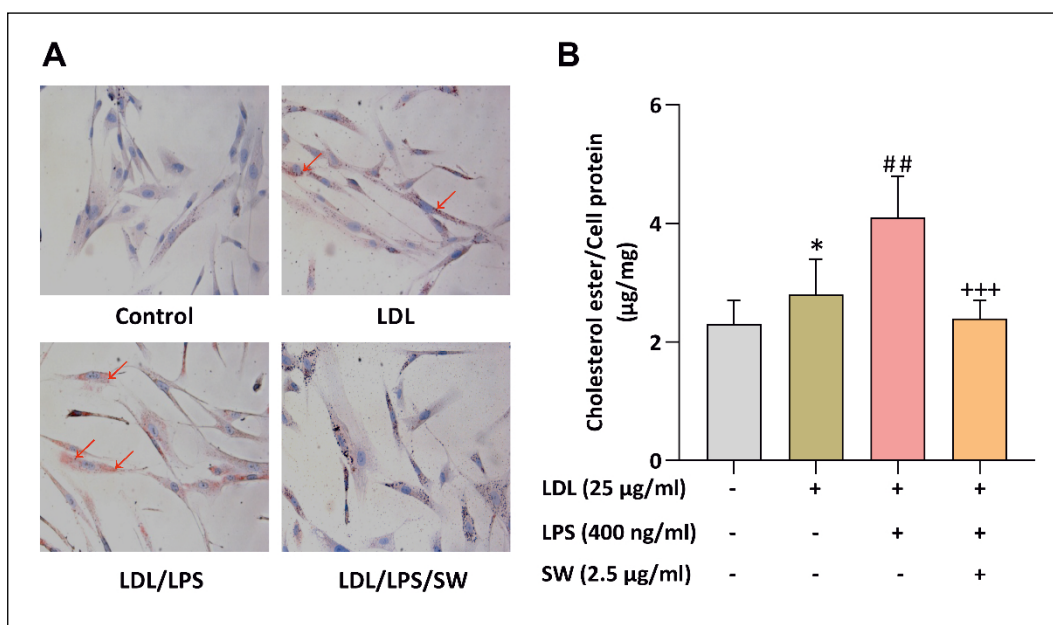 A
Control
LDL
LDL/LPS
LDL/LPS/SW
B
Cholesterol ester/Cell protein
(µg/mg)
6
4
2
0
*
##
+++
LDL (25 µg/ml) - + + +
LPS (400 ng/ml) - - + +
SW (2.5 µg/ml) - - - +